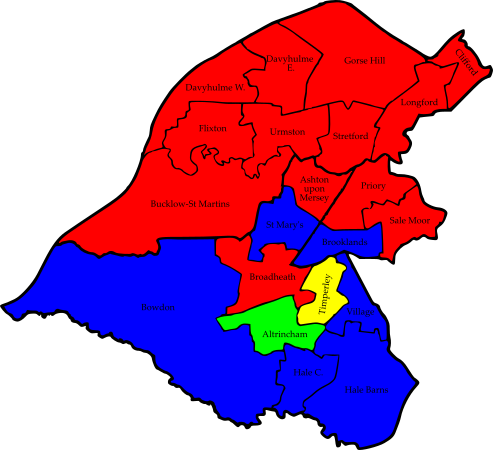 Clifford
Davyhulme
E.
Gorse Hill
Davyhulme W.
Longford
Flixton
Urmston
Stretford
Ashton
upon
Mersey
Priory
Bucklow-St Martins
Sale Moor
St Mary's
Brooklands
Broadheath
Timperley
Bowdon
Village
Altrincham
Hale C.
Hale Barns